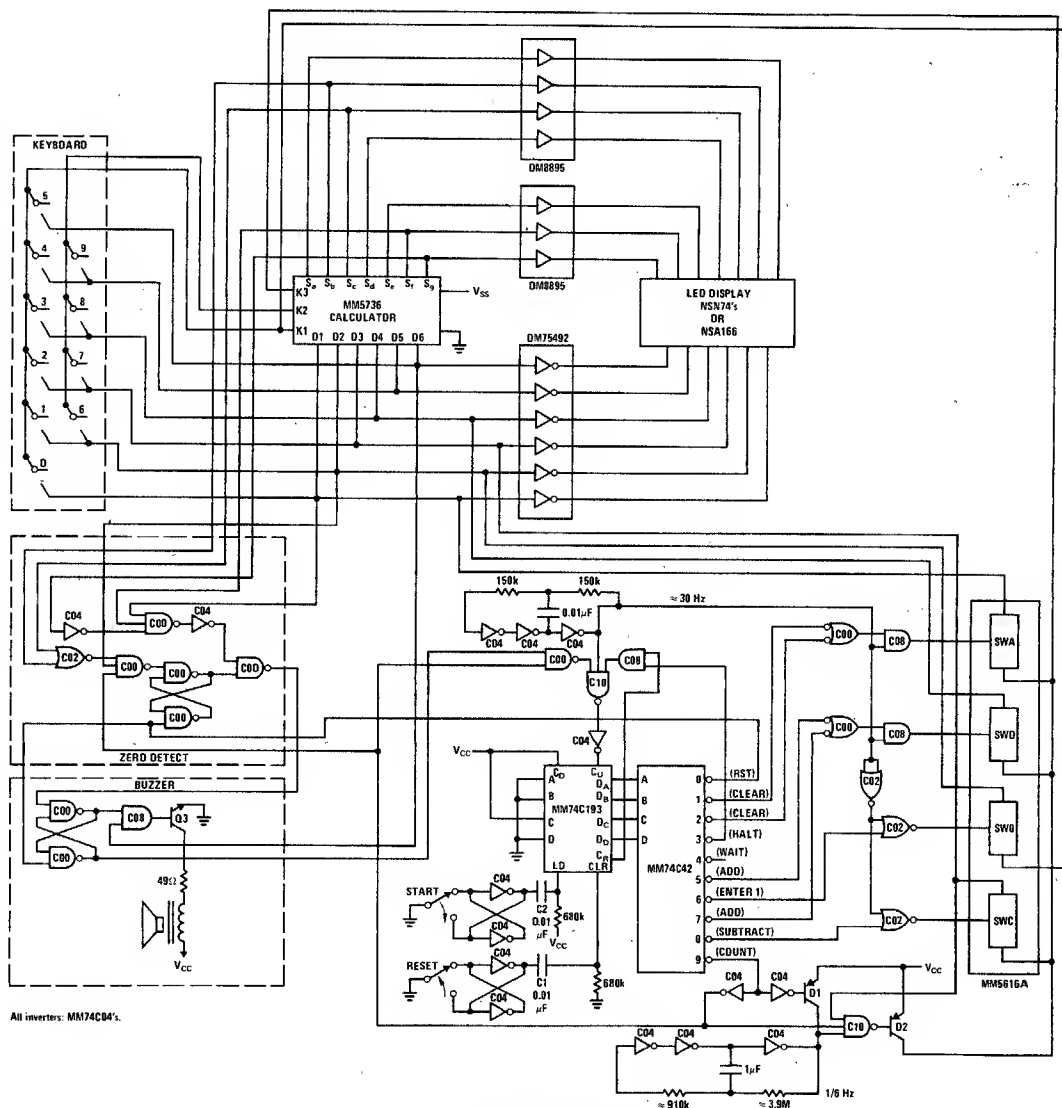 KEYBOARD
5
4
9
3
8
2
7
1
6
0
DM8895
DM8895
Sa Sb Sc Sd Se Sf Sg
K3
K2
K1
MM5736
CALCULATOR
VSS
D1 D2 D3 D4 D5 D6
LED DISPLAY
NSN74's
OR
NSA166
DM75492
C04
C00
C04
C02
C00
C00
C00
C00
ZERO DETECT
BUZZER
C00
C08
Q3
C00
49Ω
VCC
150k
150k
0.01μF
≈ 30 Hz
C04
C04
C04
C00
C10
C08
C04
VCC
CD
CU
A
B
C
D
DA
DB
DC
DD
CR
MM74C193
LD
CLR
A
B
C
D
MM74C42
0 (RST)
1 (CLEAR)
2 (CLEAR)
3 (HALT)
4 (WAIT)
5 (ADD)
6 (ENTER 1)
7 (ADD)
8 (SUBTRACT)
9 (COUNT)
C00
C08
C00
C08
C02
C02
C02
SWA
SWD
SWC
MM5616A
START
C04
C04
C2
0.01
μF
680k
VCC
RESET
C04
C04
C1
0.01
μF
680k
C04
C04
VCC
C10
C04
C04
C04
1μF
≈ 910k
≈ 3.9M
1/6 Hz
All inverters: MM74C04's.